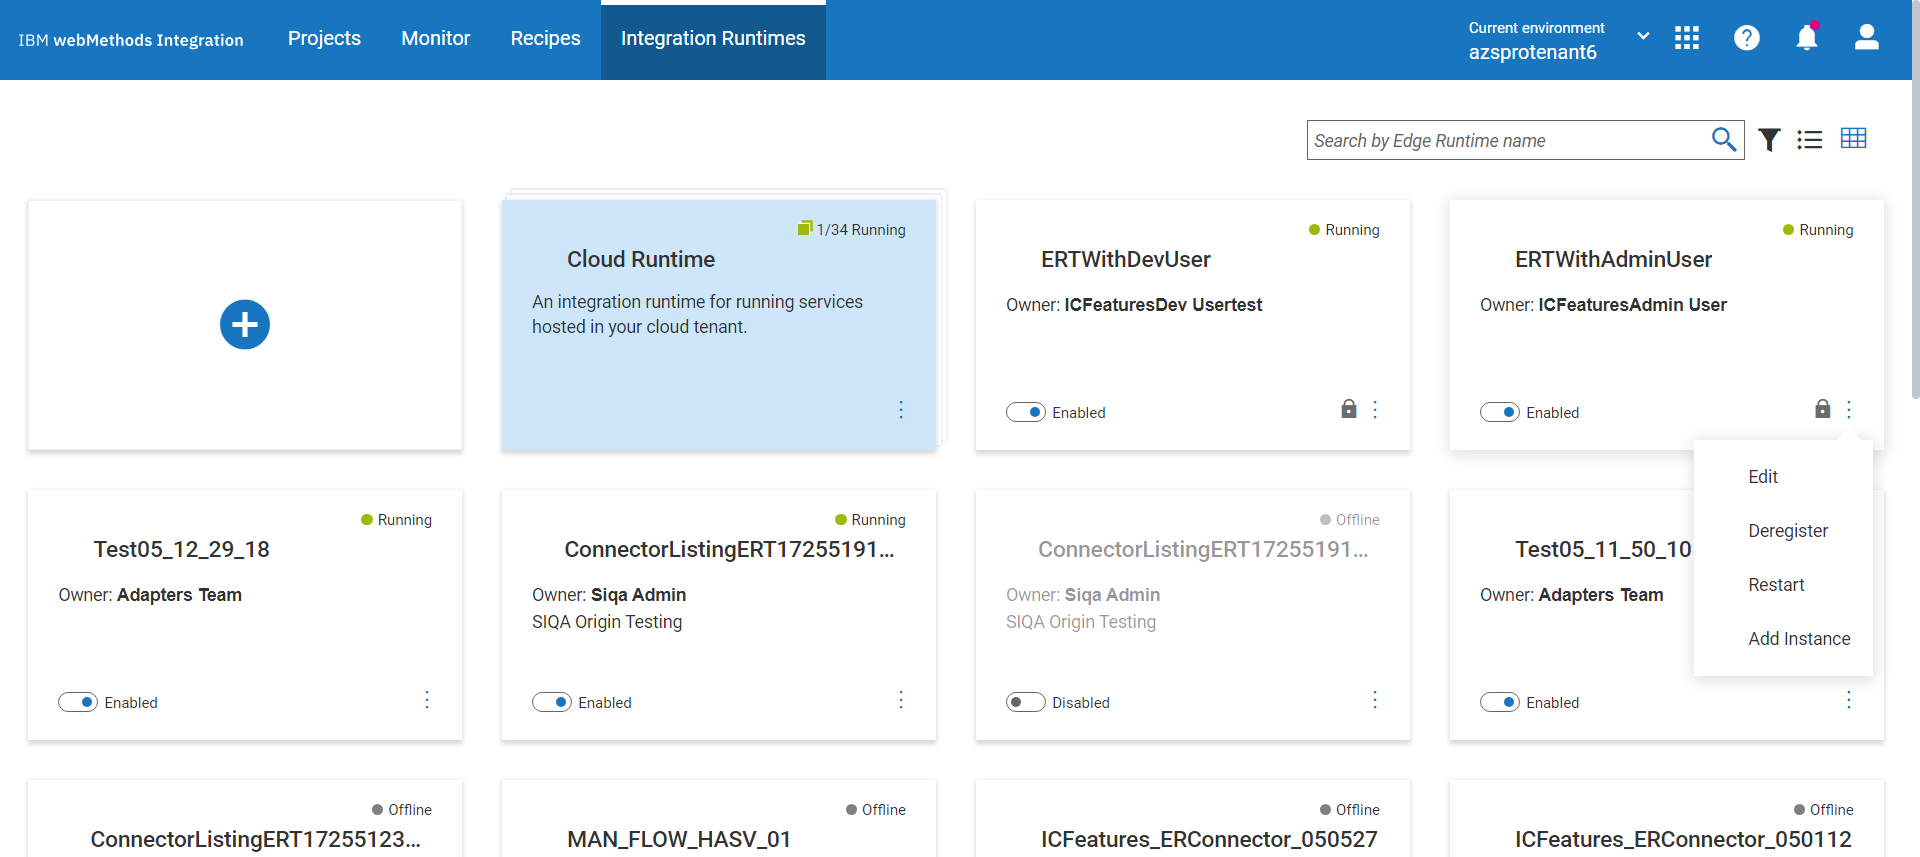 IBM webMethods Integration
Projects
Monitor
Recipes
Integration Runtimes
Current environment
azsprotenant6
Search by Edge Runtime name
1/34 Running
Cloud Runtime
An integration runtime for running services
hosted in your cloud tenant.
Running
ERTWithDevUser
Owner: ICFeaturesDev Usertest
Enabled
Running
ERTWithAdminUser
Owner: ICFeaturesAdmin User
Enabled
Edit
Deregister
Restart
Add Instance
Running
Test05_12_29_18
Owner: Adapters Team
Enabled
Running
ConnectorListingERT17255191...
Owner: Siqa Admin
SIQA Origin Testing
Enabled
Offline
ConnectorListingERT17255191...
Owner: Siqa Admin
SIQA Origin Testing
Disabled
Test05_11_50_10
Owner: Adapters Team
Enabled
Offline
ConnectorListingERT17255123...
Offline
MAN_FLOW_HASV_01
Offline
ICFeatures_ERConnector_050527
Offline
ICFeatures_ERConnector_050112